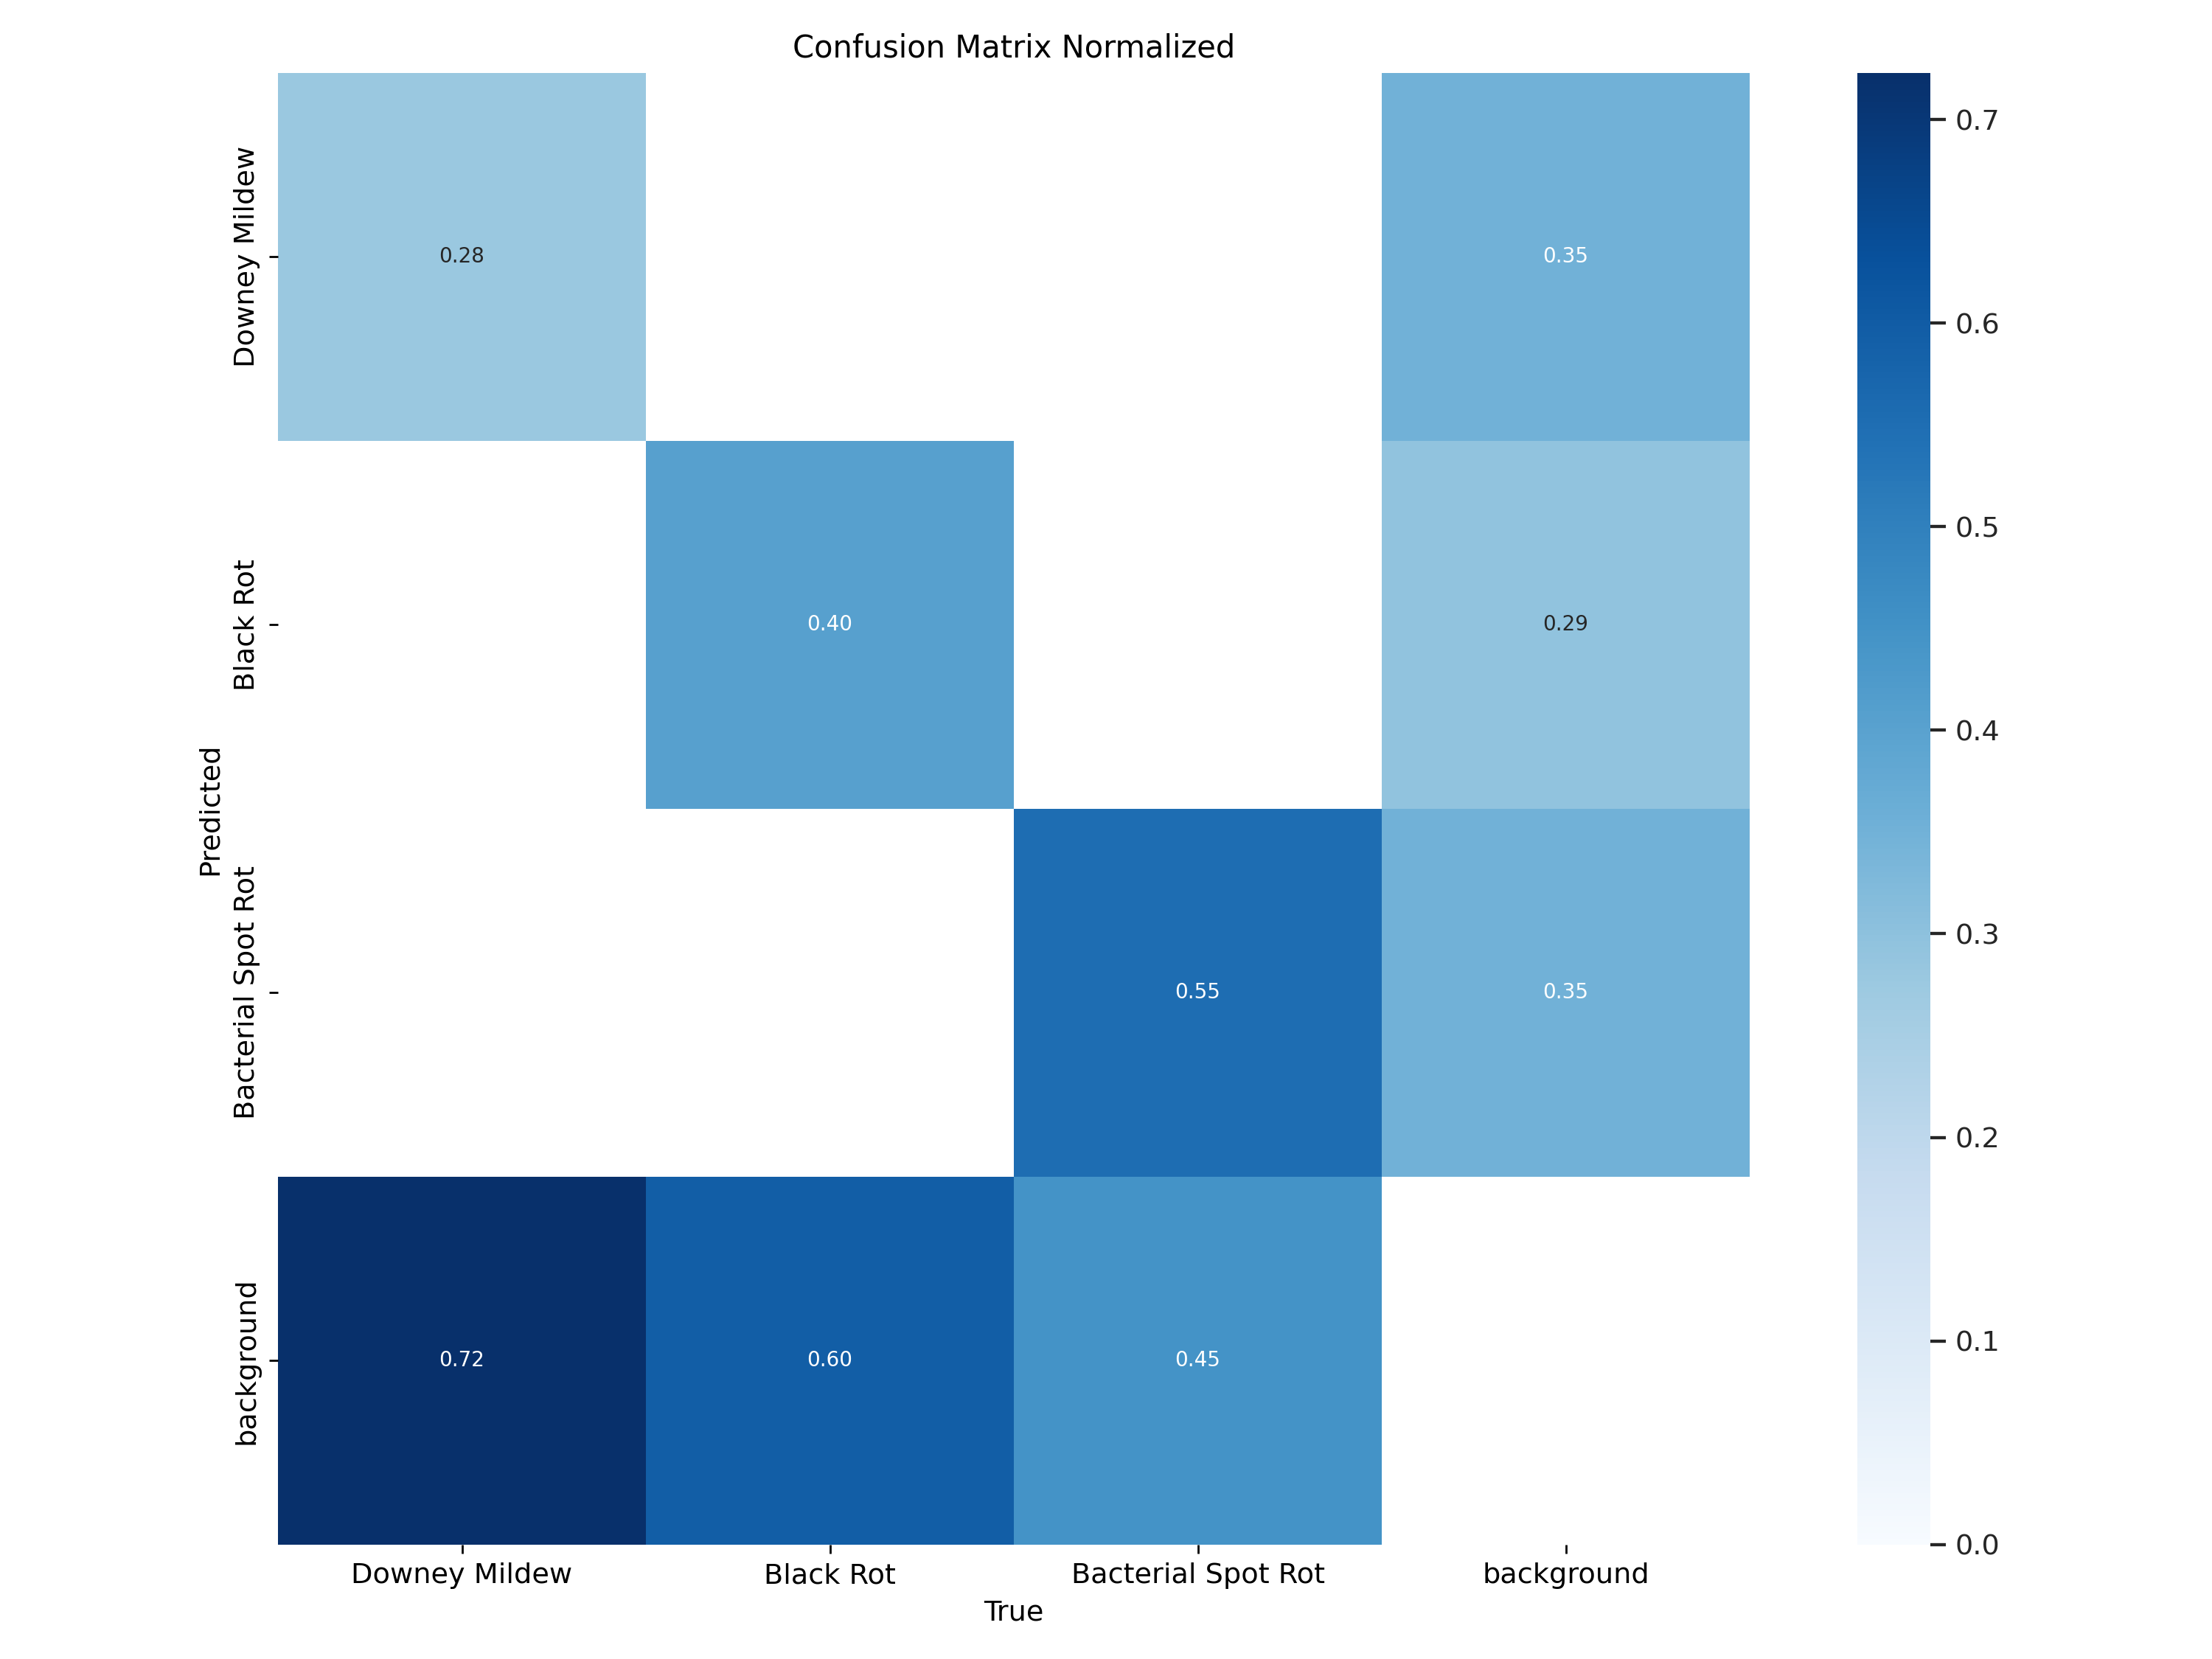 Confusion Matrix Normalized
Downey Mildew
Black Rot
Bacterial Spot Rot
background
Predicted
0.28
0.35
0.40
0.29
0.55
0.35
0.72
0.60
0.45
Downey Mildew
Black Rot
Bacterial Spot Rot
background
True
0.7
0.6
0.5
0.4
0.3
0.2
0.1
0.0